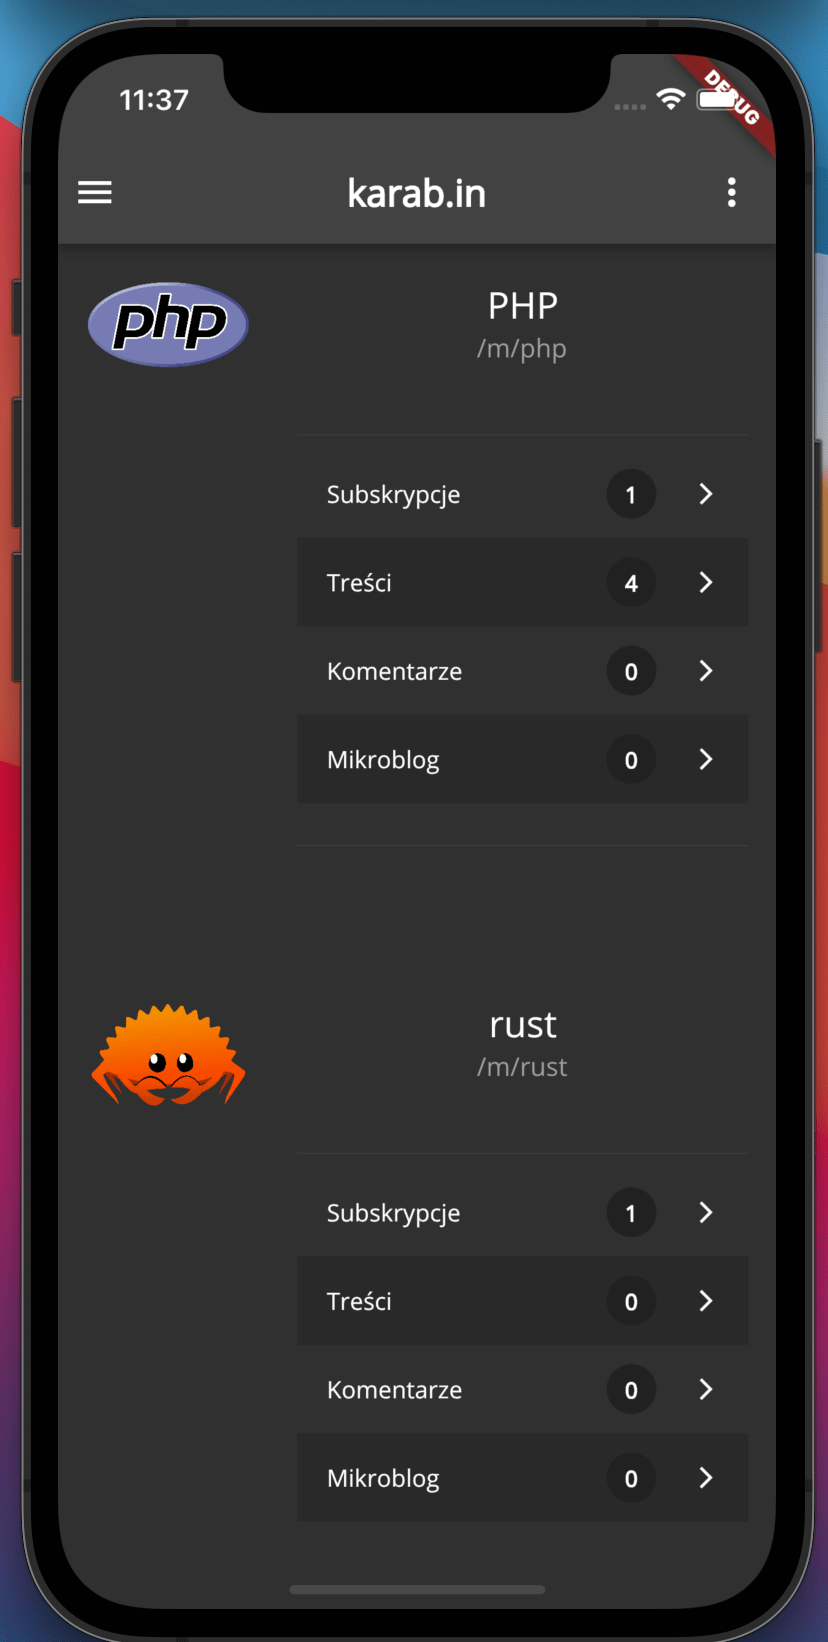 11:37
DEBUG
karab.in
php
PHP
/m/php
Subskrypcje 1
Treści 4
Komentarze 0
Mikroblog 0
rust
/m/rust
Subskrypcje 1
Treści 0
Komentarze 0
Mikroblog 0